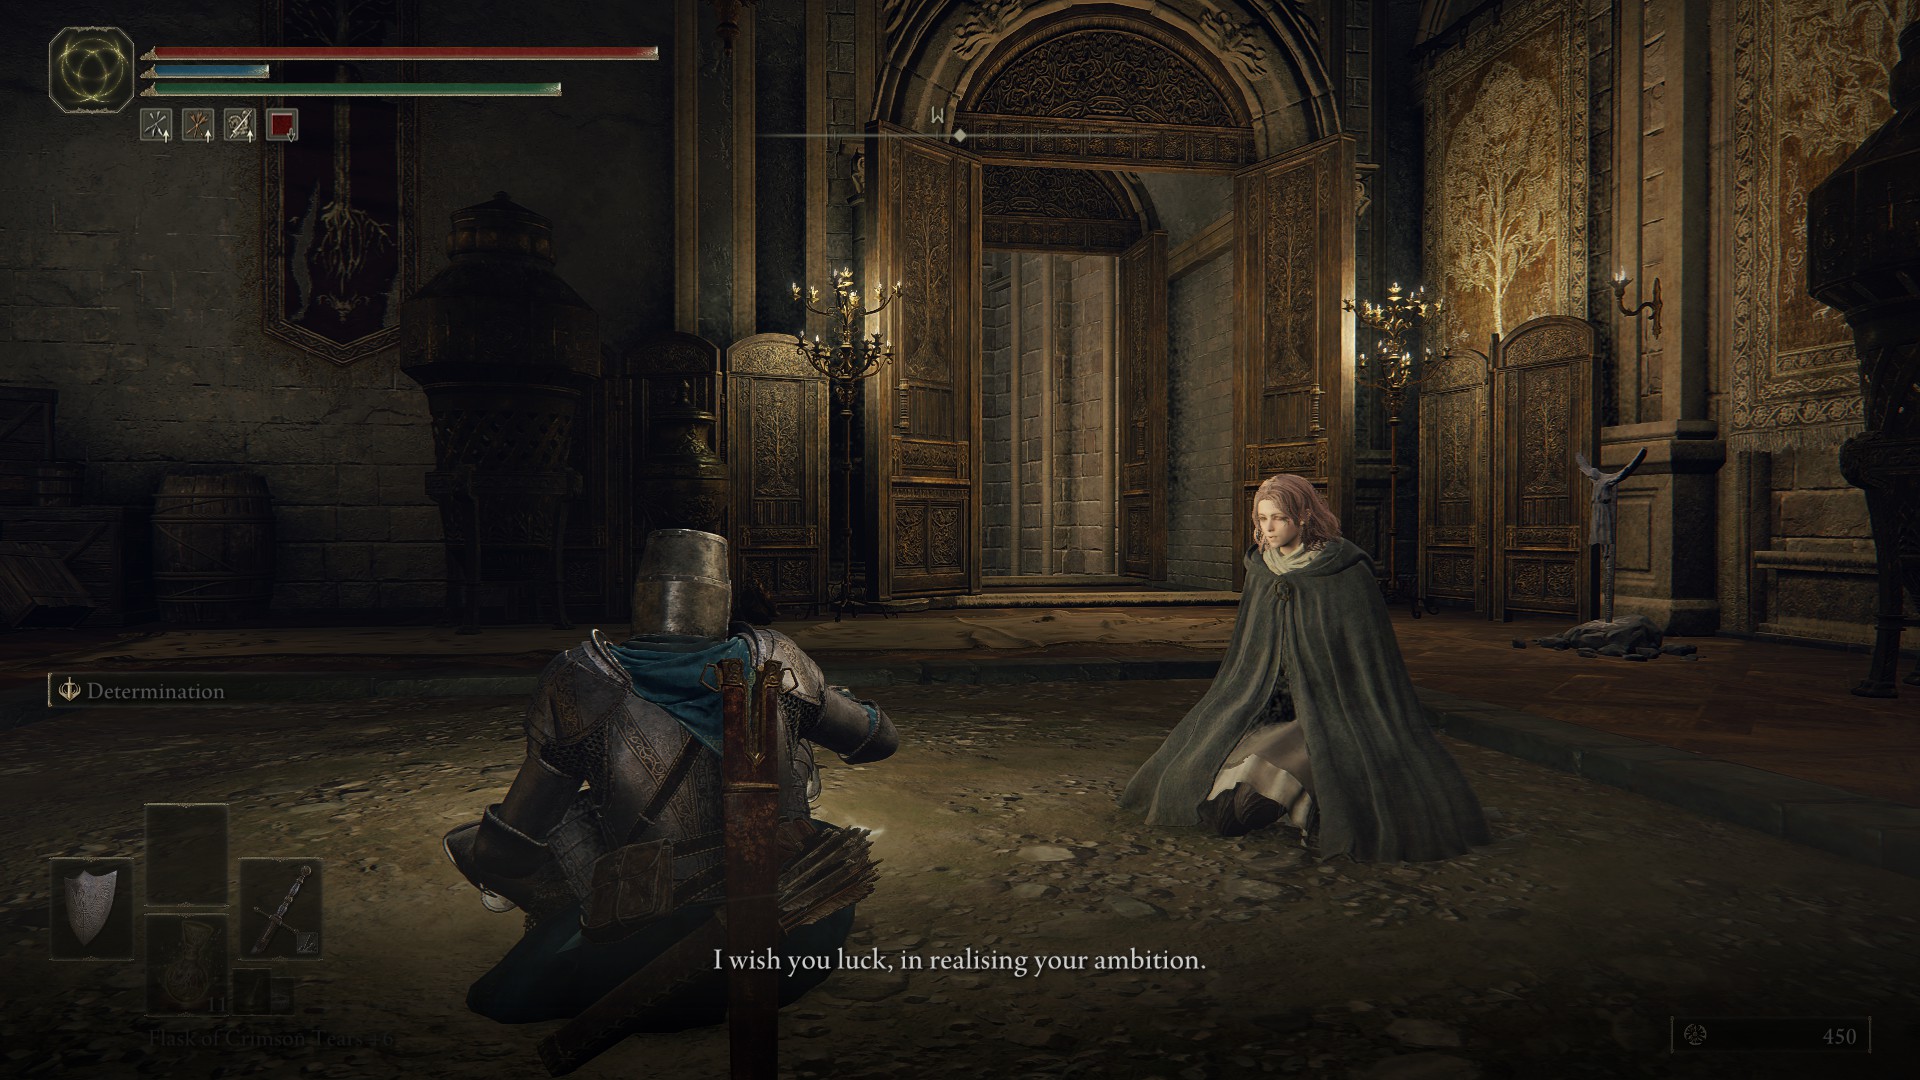 W
Determination
I wish you luck, in realising your ambition.
11
Flask of Crimson Tears +6
450